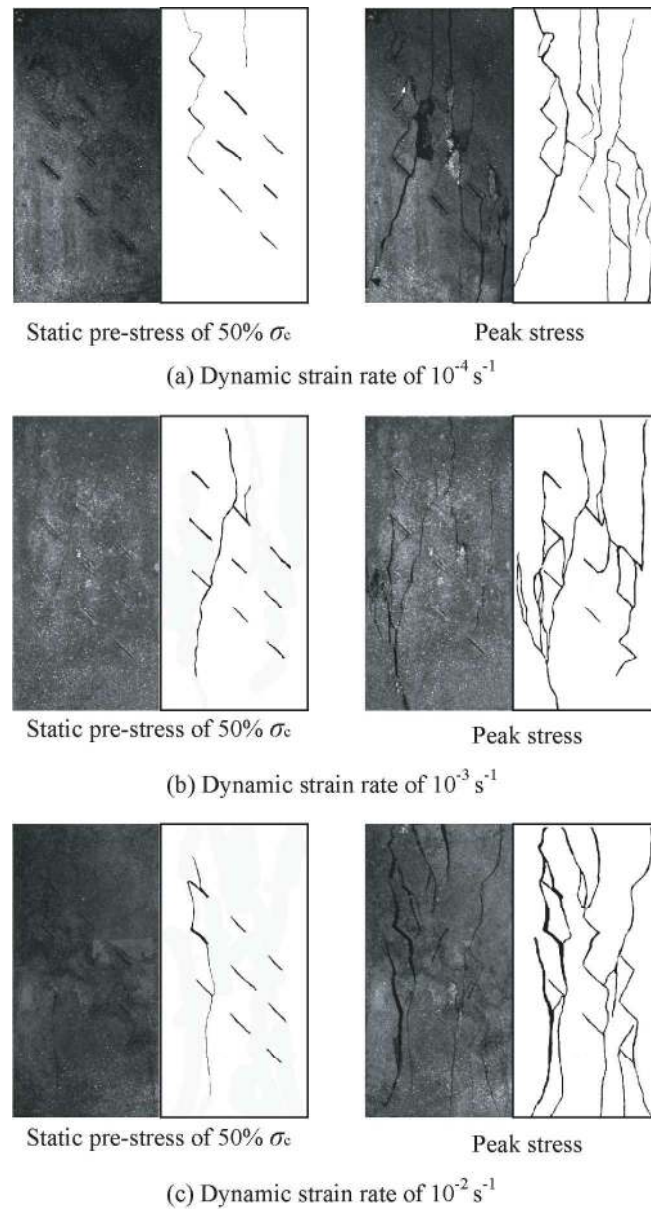 Static pre-stress of 50% σc
Peak stress
(a) Dynamic strain rate of 10⁻⁴ s⁻¹
Static pre-stress of 50% σc
Peak stress
(b) Dynamic strain rate of 10⁻³ s⁻¹
Static pre-stress of 50% σc
Peak stress
(c) Dynamic strain rate of 10⁻² s⁻¹